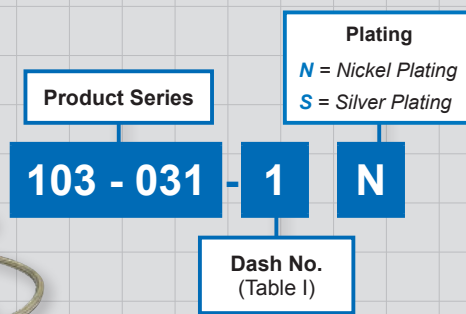 Plating
N = Nickel Plating
S = Silver Plating
Product Series
103 - 031 - 1 N
Dash No.
(Table I)